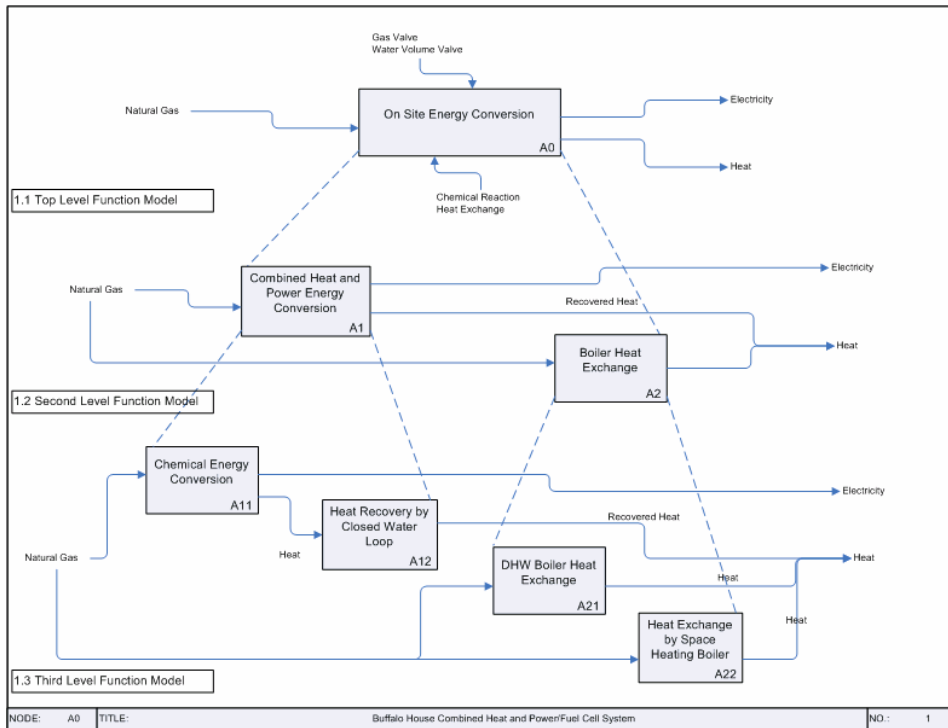 Gas Valve
Water Volume Valve
Natural Gas
On Site Energy Conversion
A0
Electricity
Heat
Chemical Reaction
Heat Exchange
1.1 Top Level Function Model
Natural Gas
Combined Heat and
Power Energy
Conversion
A1
Electricity
Recovered Heat
Boiler Heat
Exchange
A2
Heat
1.2 Second Level Function Model
Chemical Energy
Conversion
A11
Electricity
Heat
Heat Recovery by
Closed Water
Loop
A12
Recovered Heat
Natural Gas
DHW Boiler Heat
Exchange
A21
Heat
Heat
Heat Exchange
by Space
Heating Boiler
A22
Heat
1.3 Third Level Function Model
NODE: A0 TITLE: Buffalo House Combined Heat and Power/Fuel Cell System NO.: 1